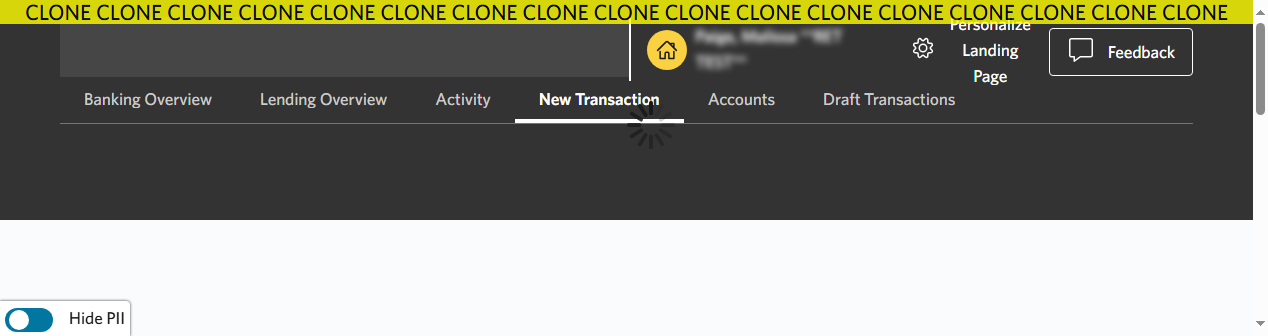 CLONE CLONE CLONE CLONE CLONE CLONE CLONE CLONE CLONE CLONE CLONE CLONE CLONE CLONE CLONE CLONE CLONE
Personalize
Landing
Page
Feedback
Banking Overview Lending Overview Activity New Transaction Accounts Draft Transactions
Hide PII